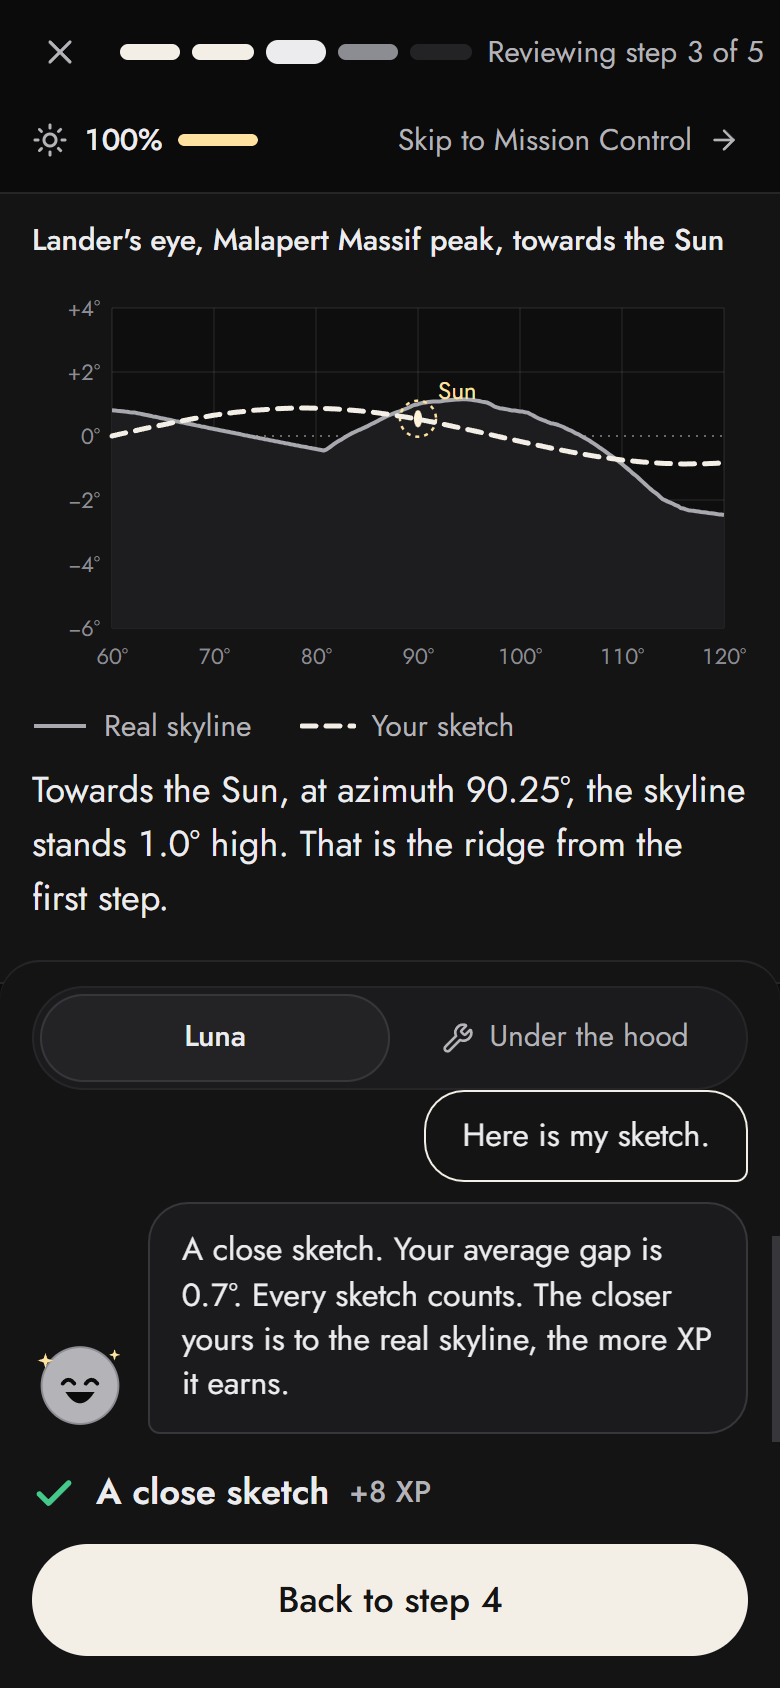 Reviewing step 3 of 5
100%
Skip to Mission Control
Lander's eye, Malapert Massif peak, towards the Sun
+4°
+2°
0°
−2°
−4°
−6°
Sun
60°
70°
80°
90°
100°
110°
120°
Real skyline
Your sketch
Towards the Sun, at azimuth 90.25°, the skyline
stands 1.0° high. That is the ridge from the
first step.
Luna
Under the hood
Here is my sketch.
A close sketch. Your average gap is
0.7°. Every sketch counts. The closer
yours is to the real skyline, the more XP
it earns.
A close sketch +8 XP
Back to step 4